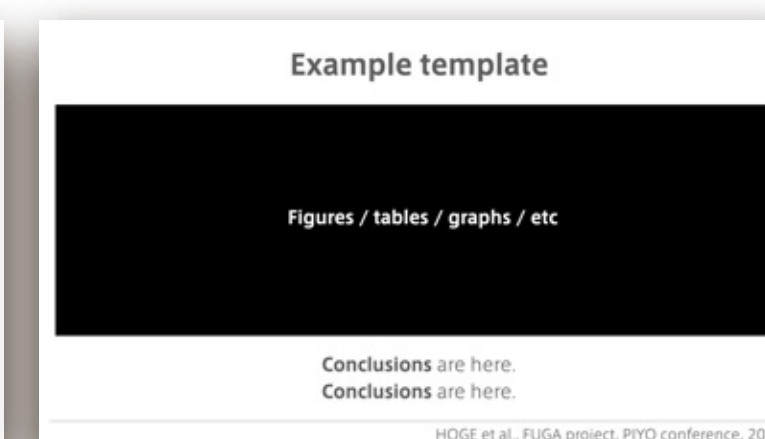 Example template
Figures / tables / graphs / etc
Conclusions are here.
Conclusions are here.
HOGE et al., FUGA project, PIYO conference, 20